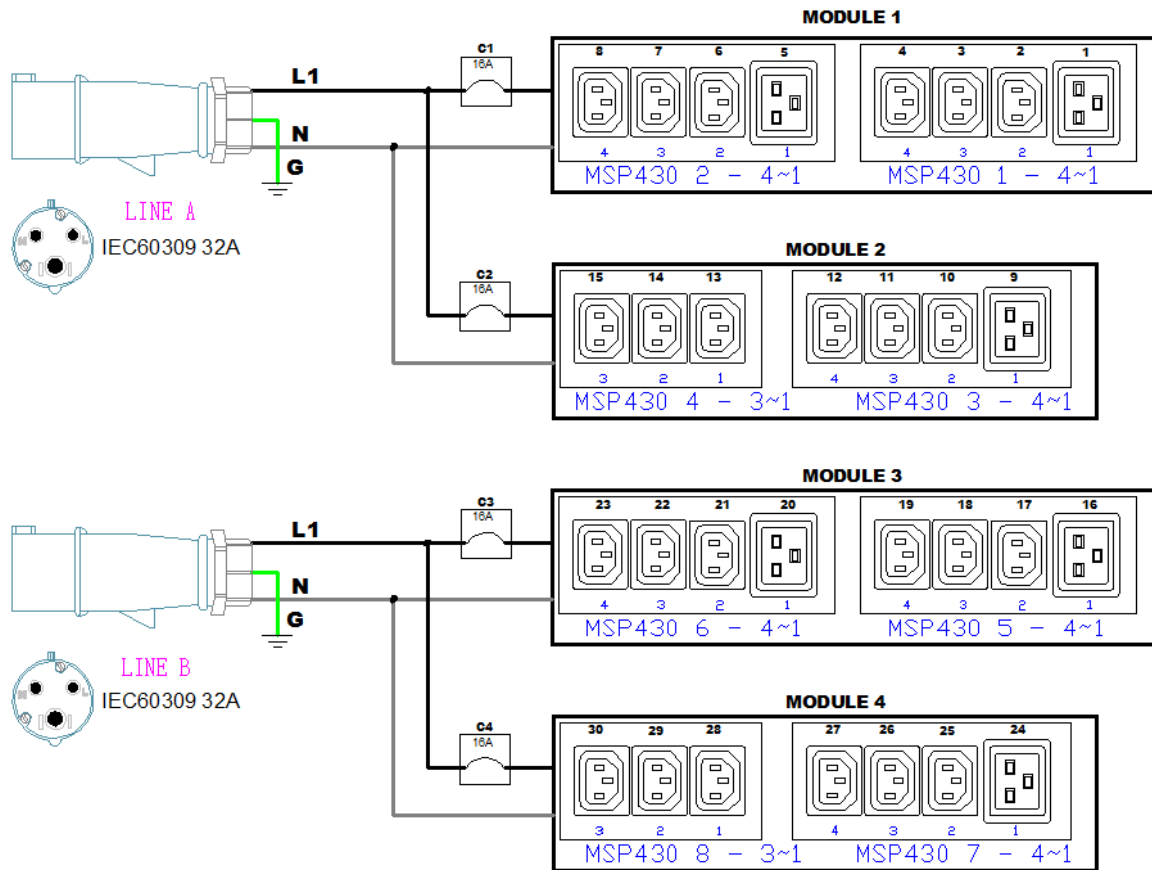 MODULE 1
C1
16A
8 7 6 5 4 3 2 1
L1
N
G
4 3 2 1 4 3 2 1
MSP430 2 - 4~1 MSP430 1 - 4~1
LINE A
N L
IEC60309 32A
MODULE 2
C2
16A
15 14 13 12 11 10 9
3 2 1 4 3 2 1
MSP430 4 - 3~1 MSP430 3 - 4~1
MODULE 3
C3
16A
23 22 21 20 19 18 17 16
L1
N
G
4 3 2 1 4 3 2 1
MSP430 6 - 4~1 MSP430 5 - 4~1
LINE B
N L
IEC60309 32A
MODULE 4
C4
16A
30 29 28 27 26 25 24
3 2 1 4 3 2 1
MSP430 8 - 3~1 MSP430 7 - 4~1